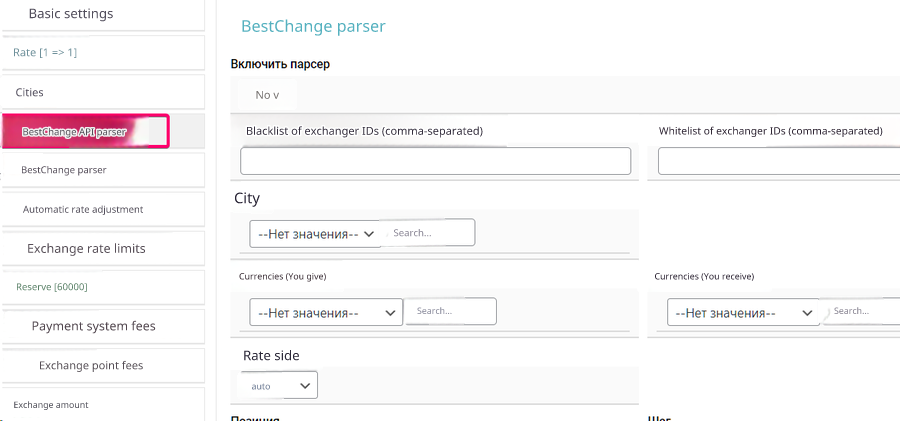 Basic settings
Rate [1 => 1]
Cities
BestChange API parser
BestChange parser
Automatic rate adjustment
Exchange rate limits
Reserve [60000]
Payment system fees
Exchange point fees
Exchange amount
BestChange parser
Включить парсер
No v
Blacklist of exchanger IDs (comma-separated)
Whitelist of exchanger IDs (comma-separated)
City
--Нет значения-- Search...
Currencies (You give)
Currencies (You receive)
--Нет значения-- Search...
--Нет значения-- Search...
Rate side
auto
Позиция
Шаг